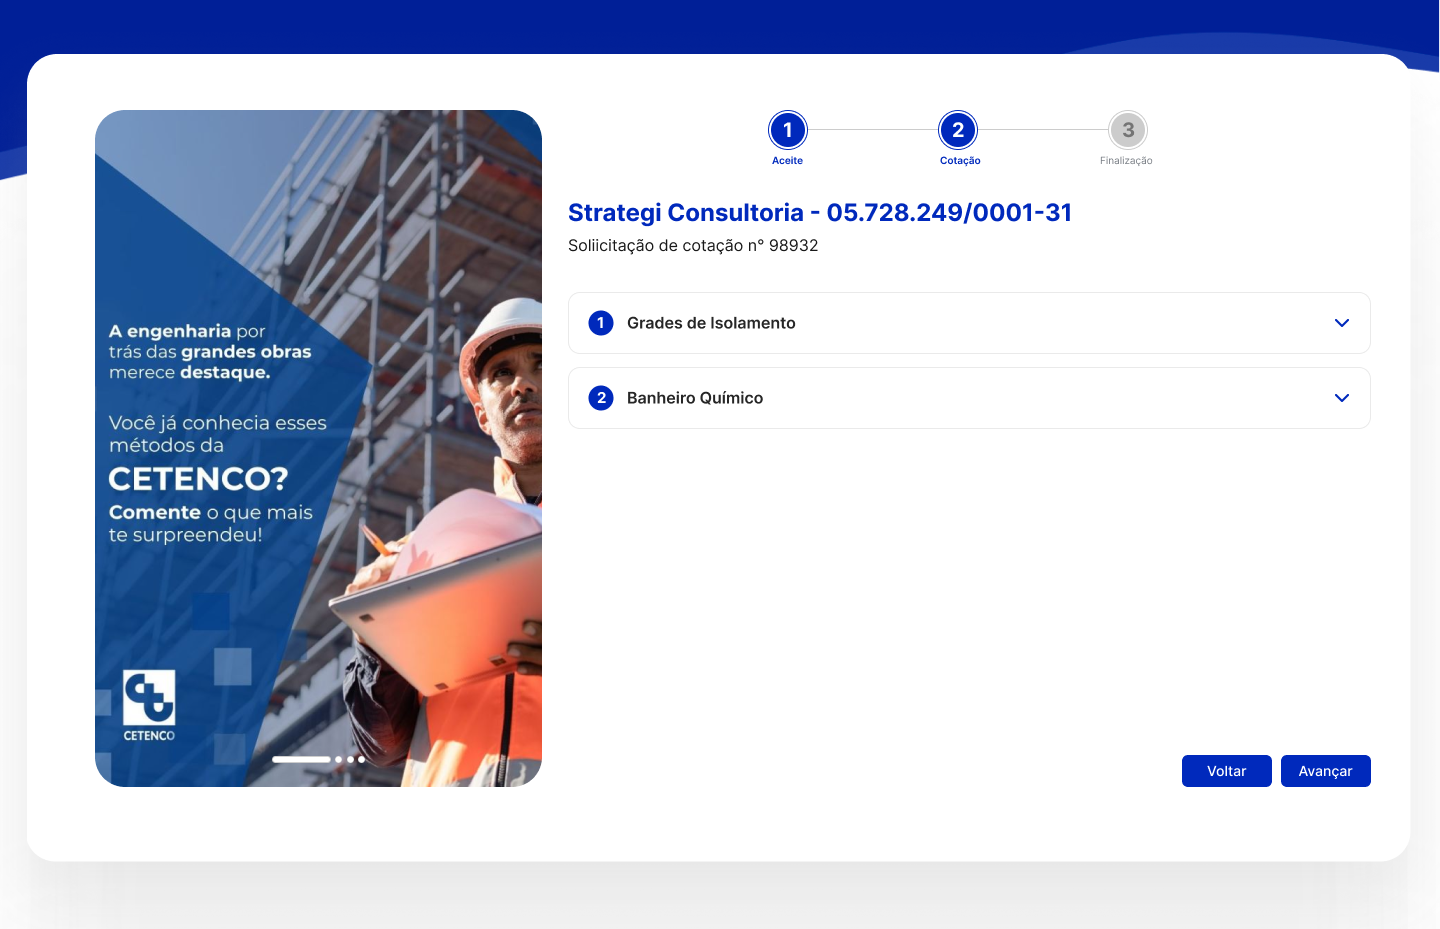 A engenharia por
trás das grandes obras
merece destaque.
Você já conhecia esses
métodos da
CETENCO?
Comente o que mais
te surpreendeu!
CETENCO
1
2
3
Aceite
Cotação
Finalização
Strategi Consultoria - 05.728.249/0001-31
Soliicitação de cotação n° 98932
1 Grades de Isolamento
2 Banheiro Químico
Voltar
Avançar